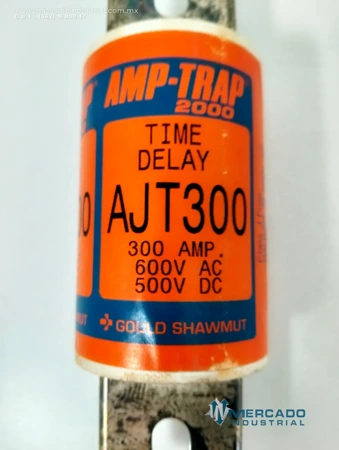 AMP-TRAP
2000
TIME
DELAY
AJT300
300 AMP.
600V AC
500V DC
GOULD SHAWMUT
MERCADO
INDUSTRIAL